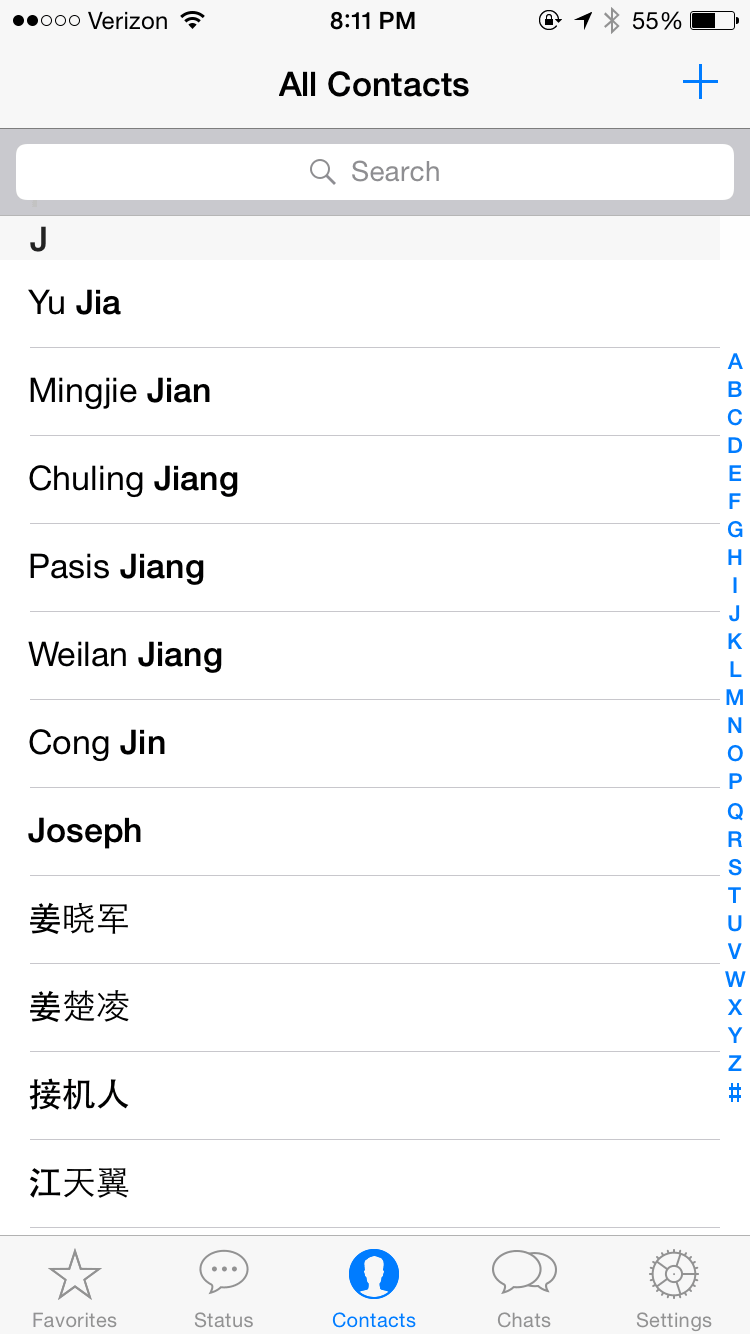 Verizon 8:11 PM 55%
All Contacts
Search
J
Yu Jia
Mingjie Jian
Chuling Jiang
Pasis Jiang
Weilan Jiang
Cong Jin
Joseph
姜晓军
姜楚凌
接机人
江天翼
A
B
C
D
E
F
G
H
I
J
K
L
M
N
O
P
Q
R
S
T
U
V
W
X
Y
Z
#
Favorites Status Contacts Chats Settings